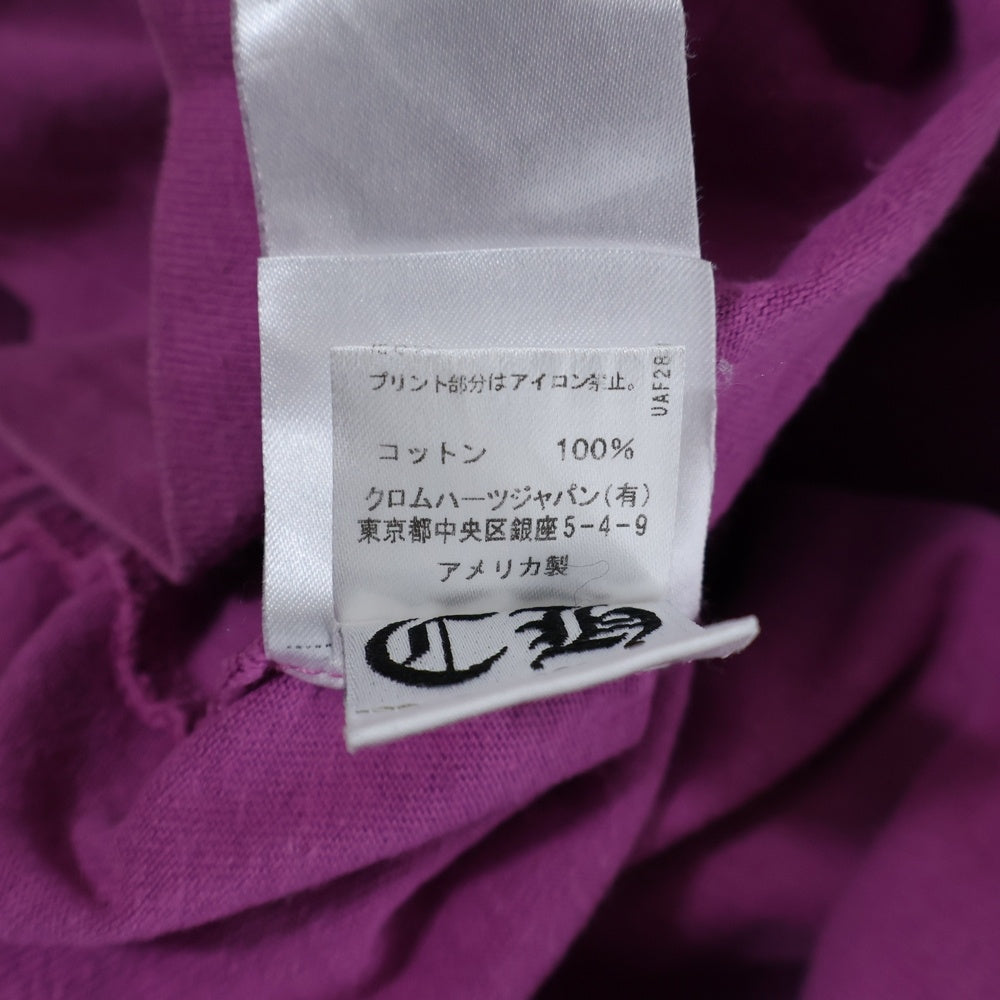 プリント部分はアイロン禁止。
UAF28
コットン 100%
クロムハーツジャパン(有)
東京都中央区銀座5-4-9
アメリカ製